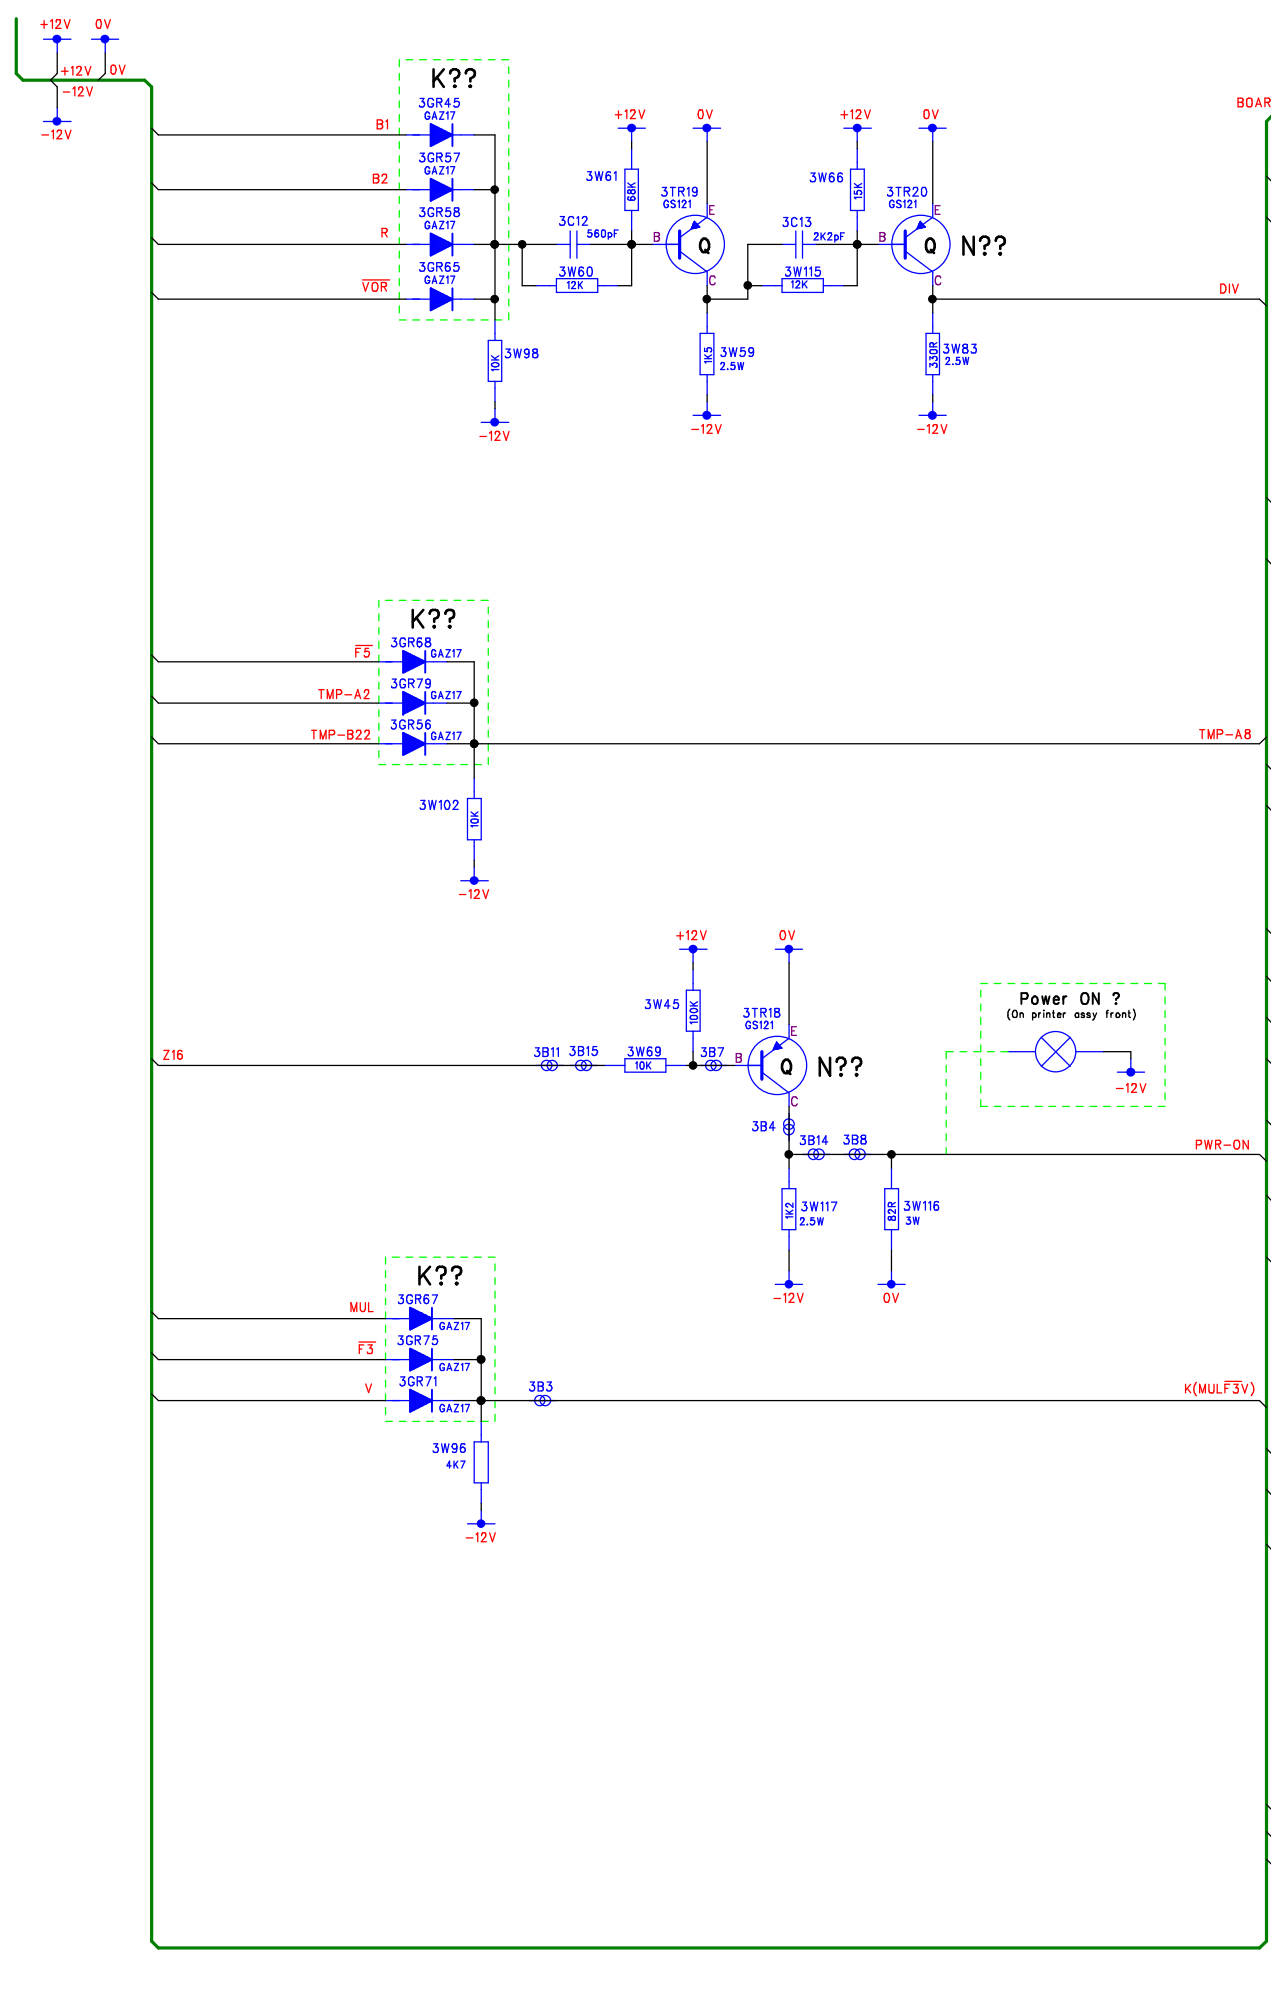 +12V 0V
+12V 0V
-12V
-12V
BOAR
K??
3GR45
GAZ17
B1
3GR57
GAZ17
B2
3GR58
GAZ17
R
3GR65
GAZ17
V̅O̅R̅
10K 3W98
-12V
3C12
560pF
3W60
12K
+12V
3W61
68K
0V
3TR19
GS121
E
B
Q
C
1K5
3W59
2.5W
-12V
3C13
2K2pF
3W115
12K
+12V
3W66
15K
0V
3TR20
GS121
E
B
Q
N??
C
DIV
330R
3W83
2.5W
-12V
K??
3GR68
F̅5̅
GAZ17
3GR79
TMP-A2
GAZ17
3GR56
TMP-B22
GAZ17
TMP-A8
3W102
10K
-12V
+12V
0V
3W45
100K
3TR18
GS121
E
Z16
3B11
3B15
3W69
10K
3B7
B
Q
N??
C
3B4
3B14
3B8
Power ON ?
(On printer assy front)
-12V
PWR-ON
1K2
3W117
2.5W
-12V
82R
3W116
3W
0V
K??
3GR67
MUL
GAZ17
3GR75
F̅3̅
GAZ17
3GR71
V
GAZ17
3B3
K(MULF̅3̅V)
3W96
4K7
-12V